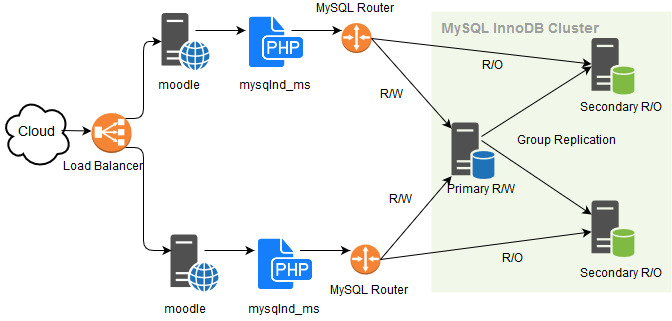 MySQL Router
MySQL InnoDB Cluster
PHP
moodle
mysqlnd_ms
R/O
R/W
Secondary R/O
Cloud
Load Balancer
Group Replication
Primary R/W
R/W
PHP
R/O
Secondary R/O
MySQL Router
moodle
mysqlnd_ms